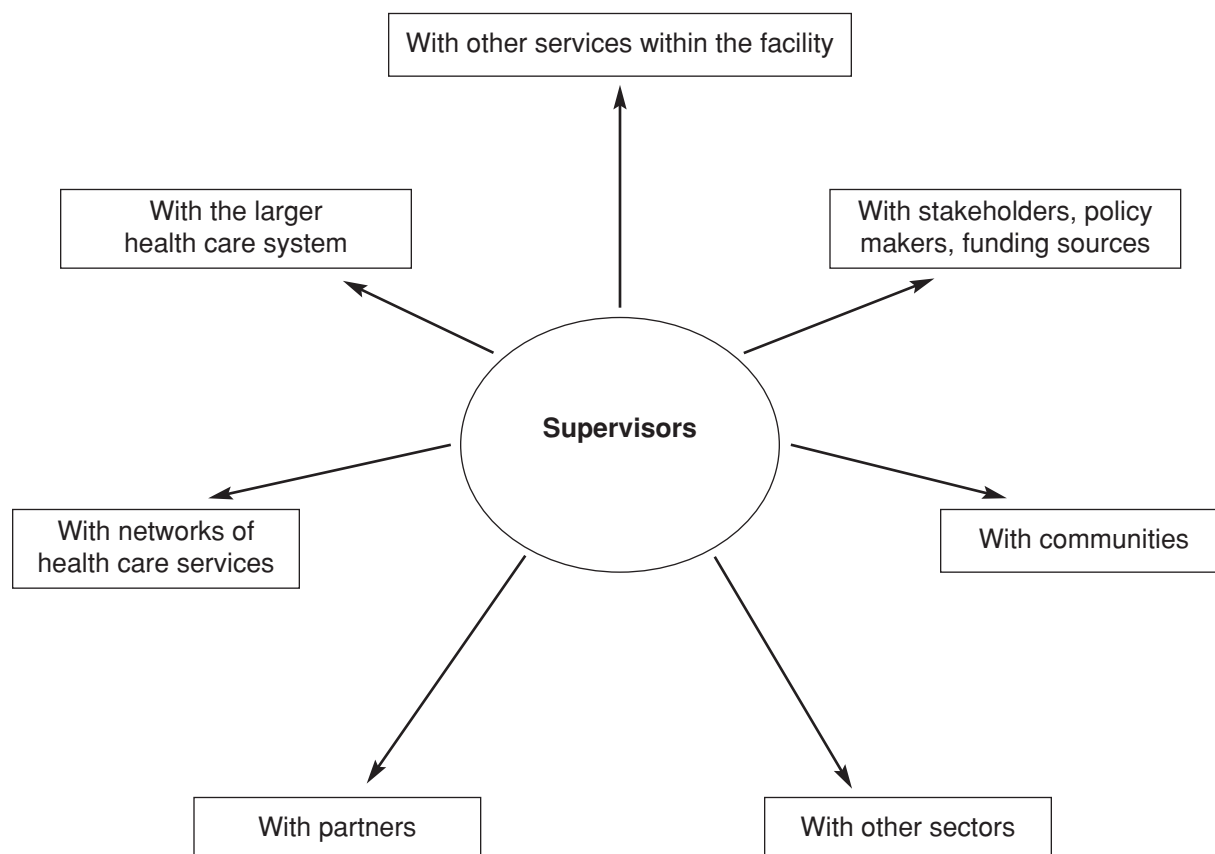 With other services within the facility
With the larger
health care system
With stakeholders, policy
makers, funding sources
Supervisors
With networks of
health care services
With communities
With partners
With other sectors